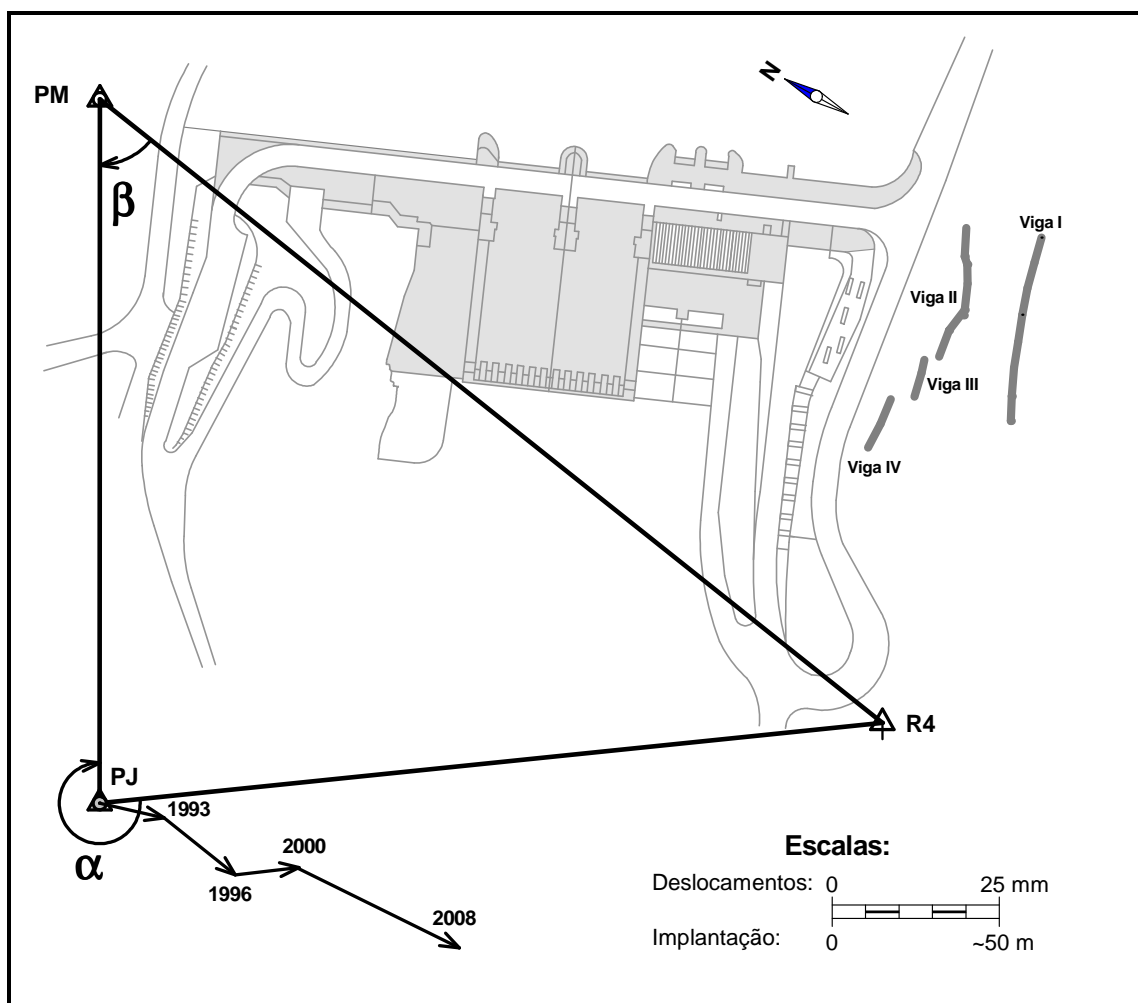 N
PM
β
Viga I
Viga II
Viga III
Viga IV
R4
PJ
1993
α
2000
1996
2008
Escalas:
Deslocamentos: 0 25 mm
Implantação: 0 ~50 m